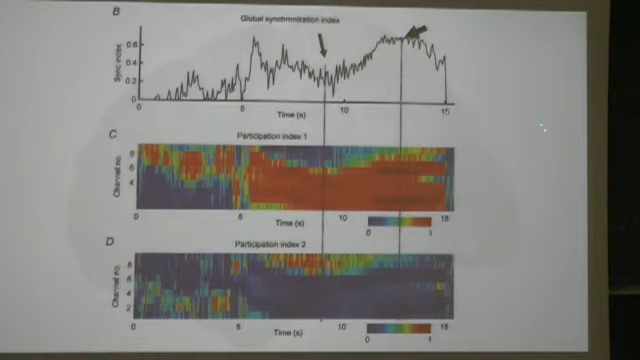 B
Global synchronization index
Sync index
0.6
0.4
0.2
0
0 5 10 15
Time (s)
C
Participation index 1
Channel no.
8
6
4
0 5 10 15
Time (s)
0 1
D
Participation index 2
Channel no.
8
6
4
2
0 5 10 15
Time (s)
0 1